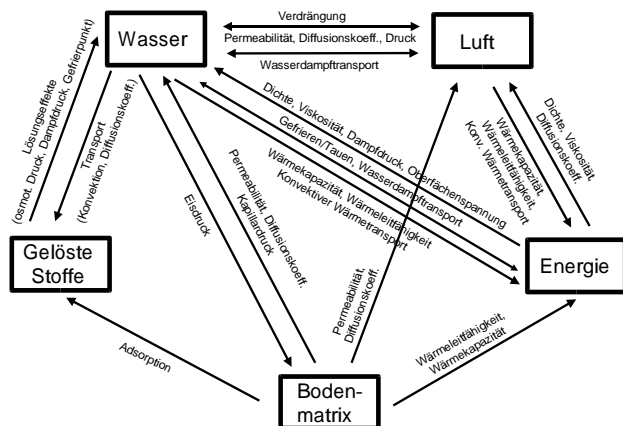 Wasser
Verdrängung
Permeabilität, Diffusionskoeff., Druck
Wasserdampftransport
Luft
Lösungseffekte
(osmot. Druck, Dampfdruck, Gefrierpunkt)
Transport
(Konvektion, Diffusionskoeff.)
Eisdruck
Permeabilität, Diffusionskoeff.
Kapillardruck
Dichte, Viskosiät, Dampfdruck, Oberfächenspannung
Gefrieren/Tauen, Wasserdampftransport
Wärmekapazität, Wärmeleitfähigkeit
Konvektiver Wärmetransport
Permeabilität,
Diffusionskoeff.
Wärmekapazität,
Wärmeleitfähigkeit,
Konv. Wärmetransport
Dichte, Viskosität,
Diffusionskoeff.
Gelöste
Stoffe
Energie
Adsorption
Wärmeleitfähigkeit,
Wärmekapazität
Boden-
matrix